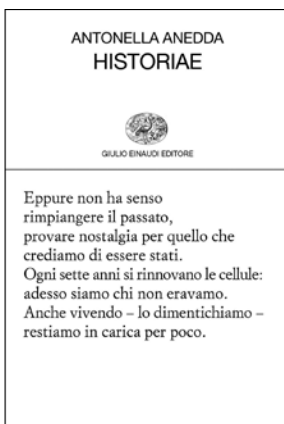 ANTONELLA ANEDDA
HISTORIAE
GIULIO EINAUDI EDITORE
Eppure non ha senso
rimpiangere il passato,
provare nostalgia per quello che
crediamo di essere stati.
Ogni sette anni si rinnovano le cellule:
adesso siamo chi non eravamo.
Anche vivendo – lo dimentichiamo –
restiamo in carica per poco.